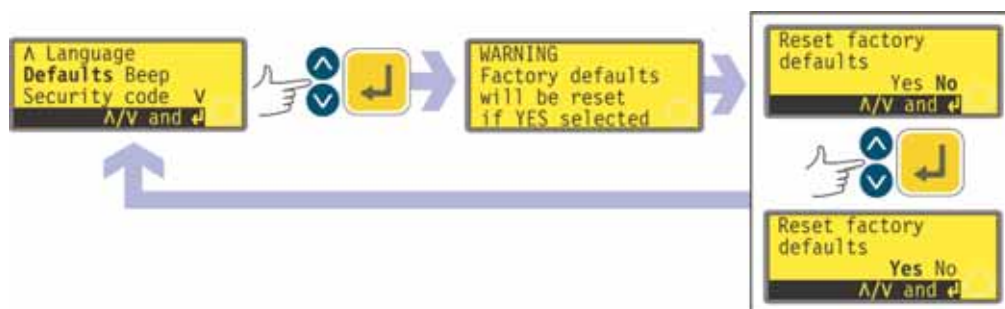 Λ Language
Defaults Beep
Security code V
Λ/V and ↲
WARNING
Factory defaults
will be reset
if YES selected
Reset factory
defaults
Yes No
Λ/V and ↲
Reset factory
defaults
Yes No
Λ/V and ↲